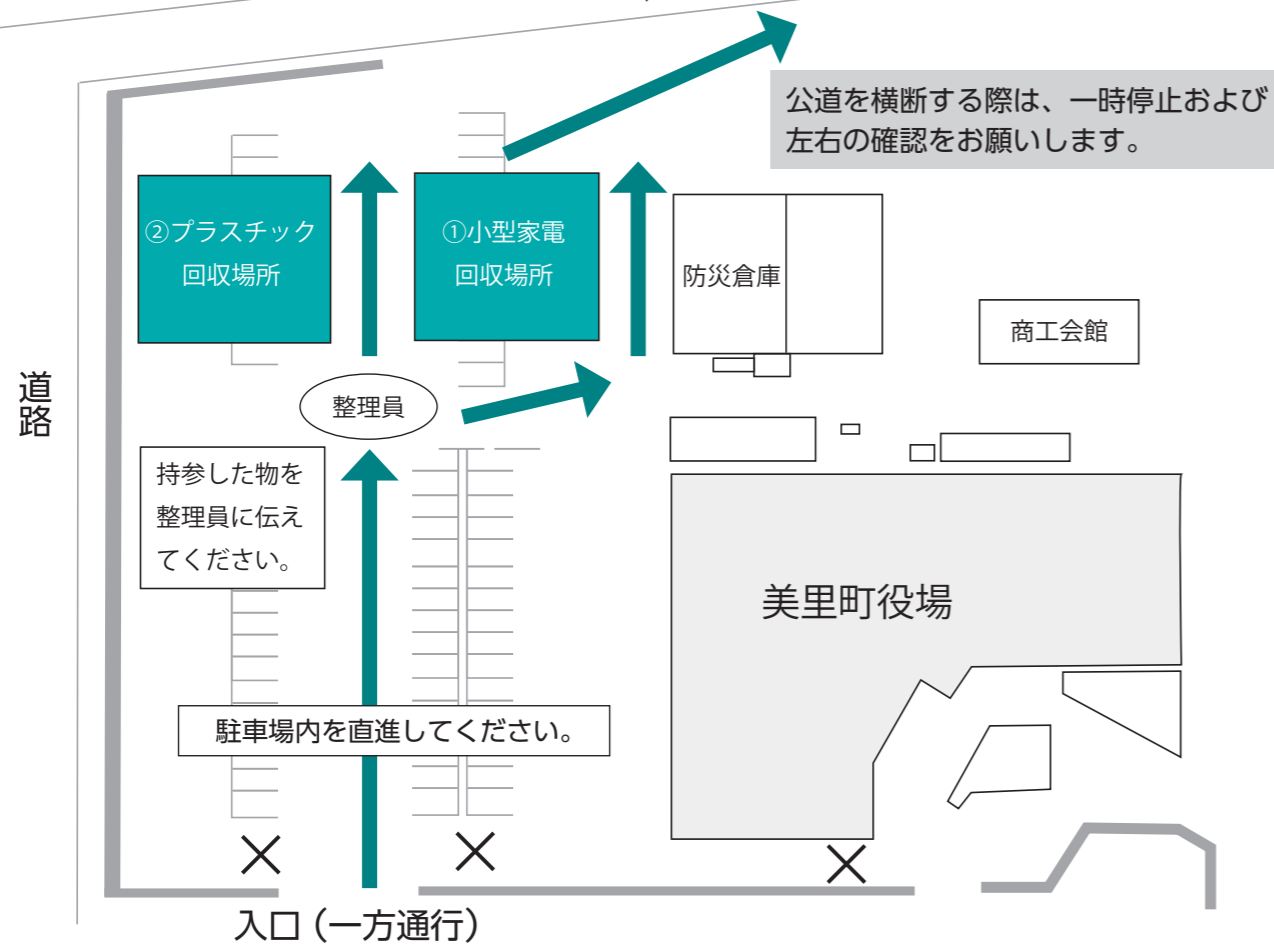 公道を横断する際は、一時停止および
左右の確認をお願いします。
②プラスチック
回収場所
①小型家電
回収場所
防災倉庫
商工会館
道路
整理員
持参した物を
整理員に伝え
てください。
美里町役場
駐車場内を直進してください。
入口（一方通行）